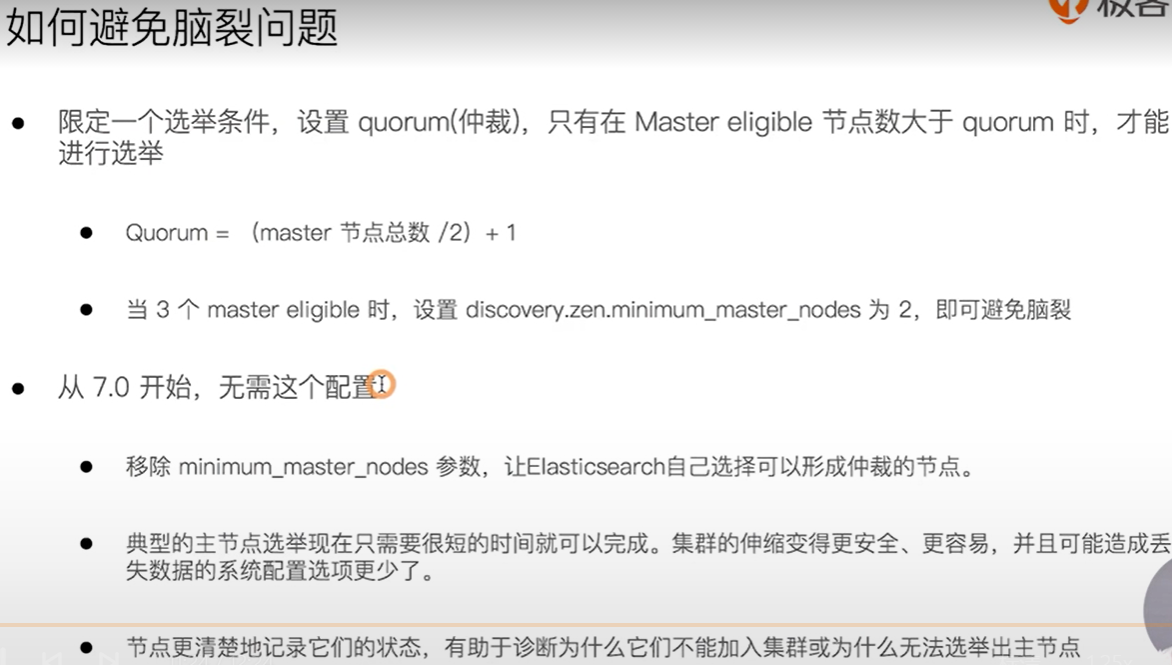 如何避免脑裂问题
极客
限定一个选举条件，设置 quorum(仲裁)，只有在 Master eligible 节点数大于 quorum 时，才能
进行选举
Quorum = （master 节点总数 /2）+ 1
当 3 个 master eligible 时，设置 discovery.zen.minimum_master_nodes 为 2，即可避免脑裂
从 7.0 开始，无需这个配置
移除 minimum_master_nodes 参数，让Elasticsearch自己选择可以形成仲裁的节点。
典型的主节点选举现在只需要很短的时间就可以完成。集群的伸缩变得更安全、更容易，并且可能造成丢
失数据的系统配置选项更少了。
节点更清楚地记录它们的状态，有助于诊断为什么它们不能加入集群或为什么无法选举出主节点